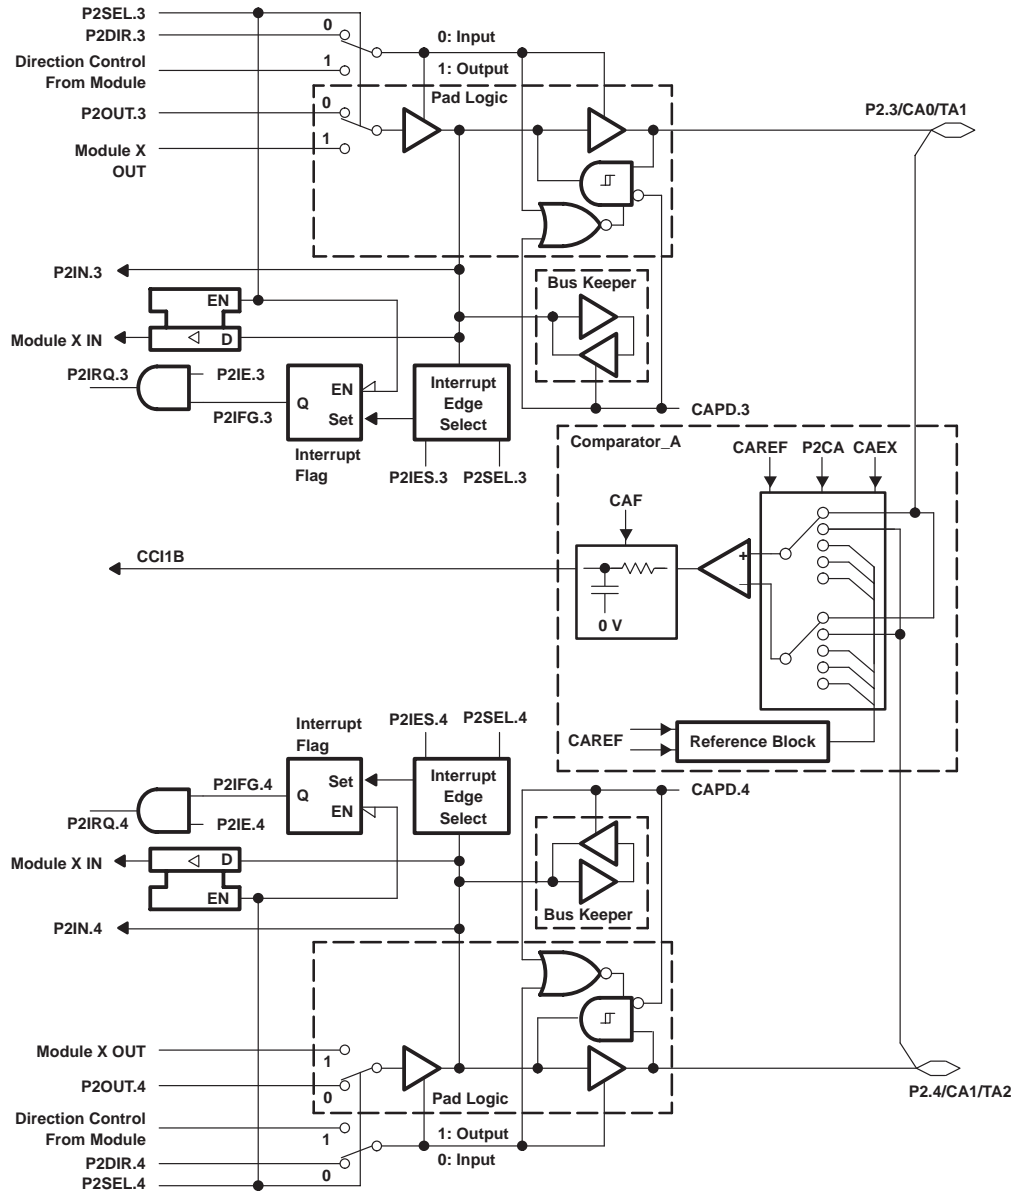 P2SEL.3
P2DIR.3
0
0: Input
Direction Control
From Module
1
1: Output
Pad Logic
P2OUT.3
0
P2.3/CA0/TA1
Module X
OUT
1
P2IN.3
Bus Keeper
EN
Module X IN
D
P2IRQ.3
P2IE.3
P2IFG.3
Q
EN
Set
Interrupt
Flag
Interrupt
Edge
Select
P2IES.3
P2SEL.3
CAPD.3
Comparator_A
CAREF
P2CA
CAEX
CAF
CCI1B
+
−
0 V
CAREF
Reference Block
Interrupt
Flag
P2IES.4
P2SEL.4
P2IFG.4
Q
Set
EN
Interrupt
Edge
Select
CAPD.4
P2IRQ.4
P2IE.4
Module X IN
D
EN
Bus Keeper
P2IN.4
Module X OUT
1
P2OUT.4
0
Pad Logic
P2.4/CA1/TA2
Direction Control
From Module
1
1: Output
0: Input
P2DIR.4
0
P2SEL.4